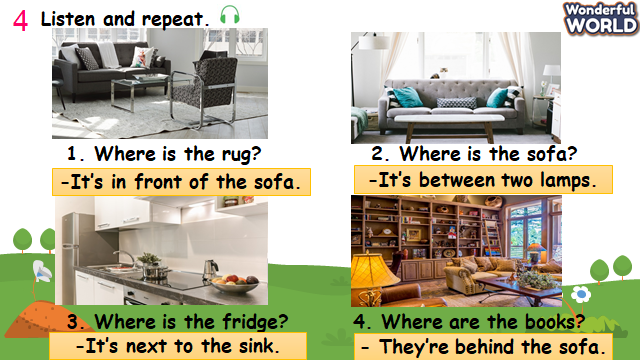 4 Listen and repeat.
Wonderful
WORLD
1. Where is the rug?
-It's in front of the sofa.
2. Where is the sofa?
-It's between two lamps.
3. Where is the fridge?
-It's next to the sink.
4. Where are the books?
- They're behind the sofa.